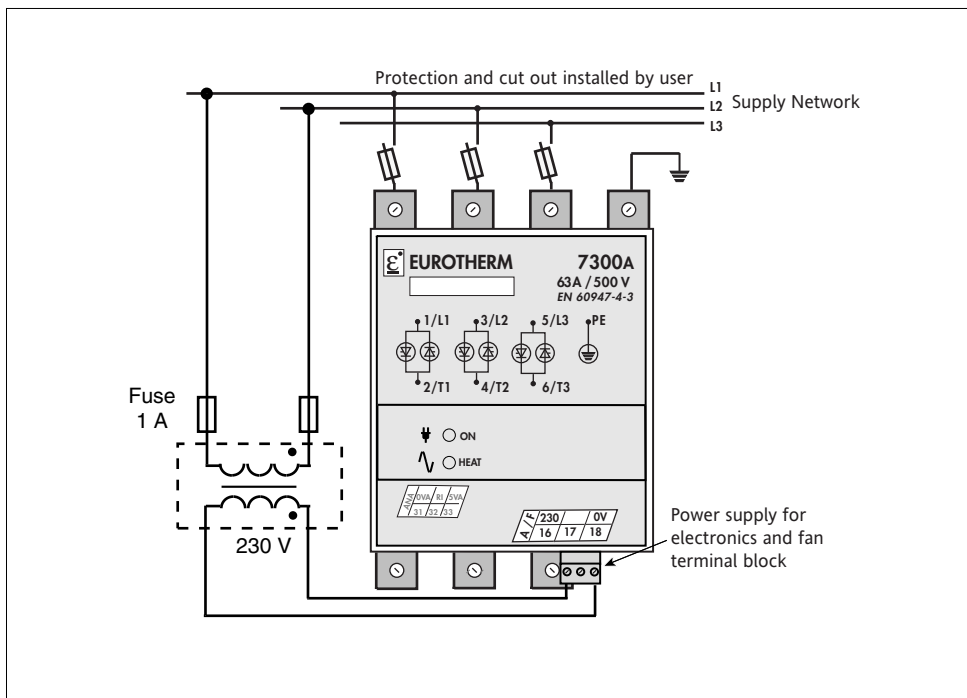 Protection and cut out installed by user
L1
L2 Supply Network
L3
ε EUROTHERM
7300A
63A / 500 V
EN 60947-4-3
1/L1 3/L2 5/L3 PE
2/T1 4/T2 6/T3
Fuse
1 A
ON
HEAT
ANA 0VA RI 5VA
31 32 33
A/F 230 0V
16 17 18
230 V
Power supply for
electronics and fan
terminal block